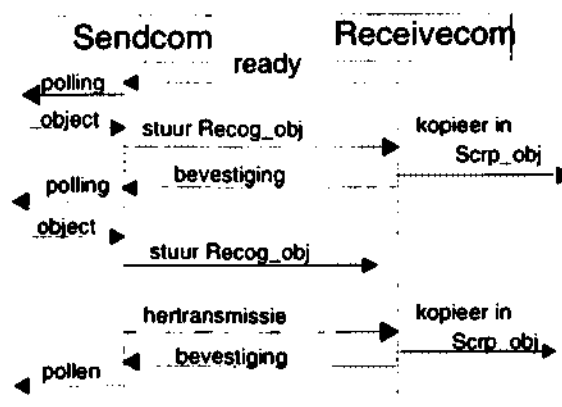 Sendcom Receivecom
ready
polling
object stuur Recog_obj kopieer in
Scrp_obj
polling bevestiging
object
stuur Recog_obj
hertransmissie kopieer in
Scrp_obj
pollen bevestiging